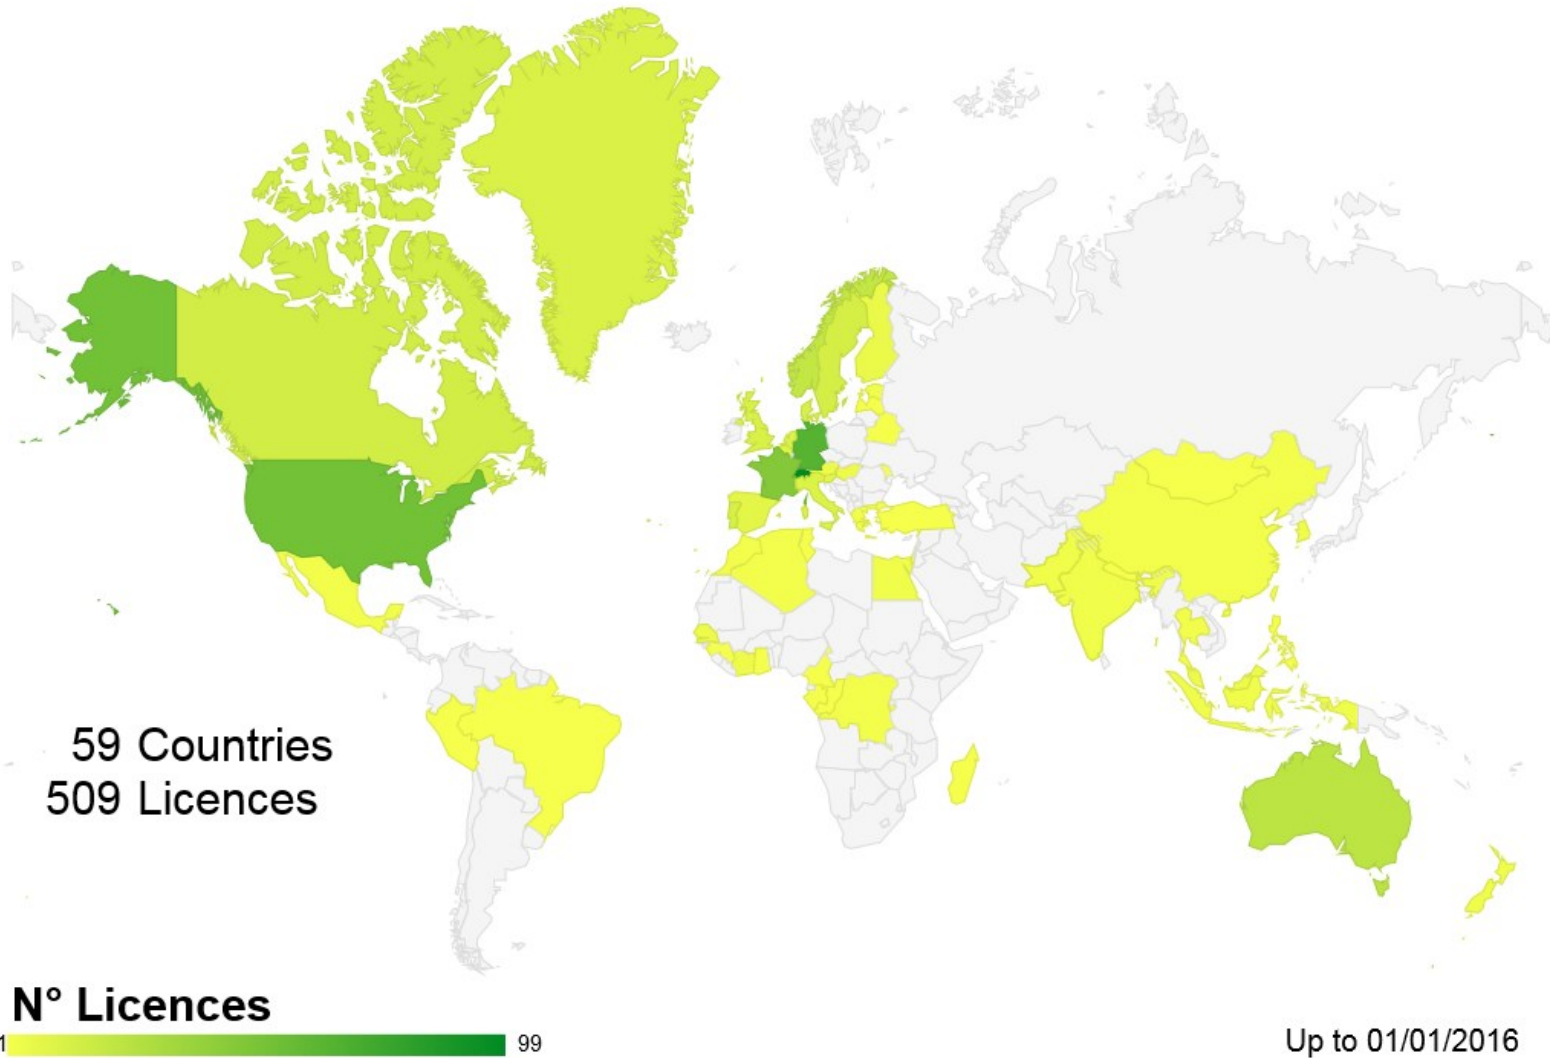 59 Countries
509 Licences
N° Licences
1 99
Up to 01/01/2016